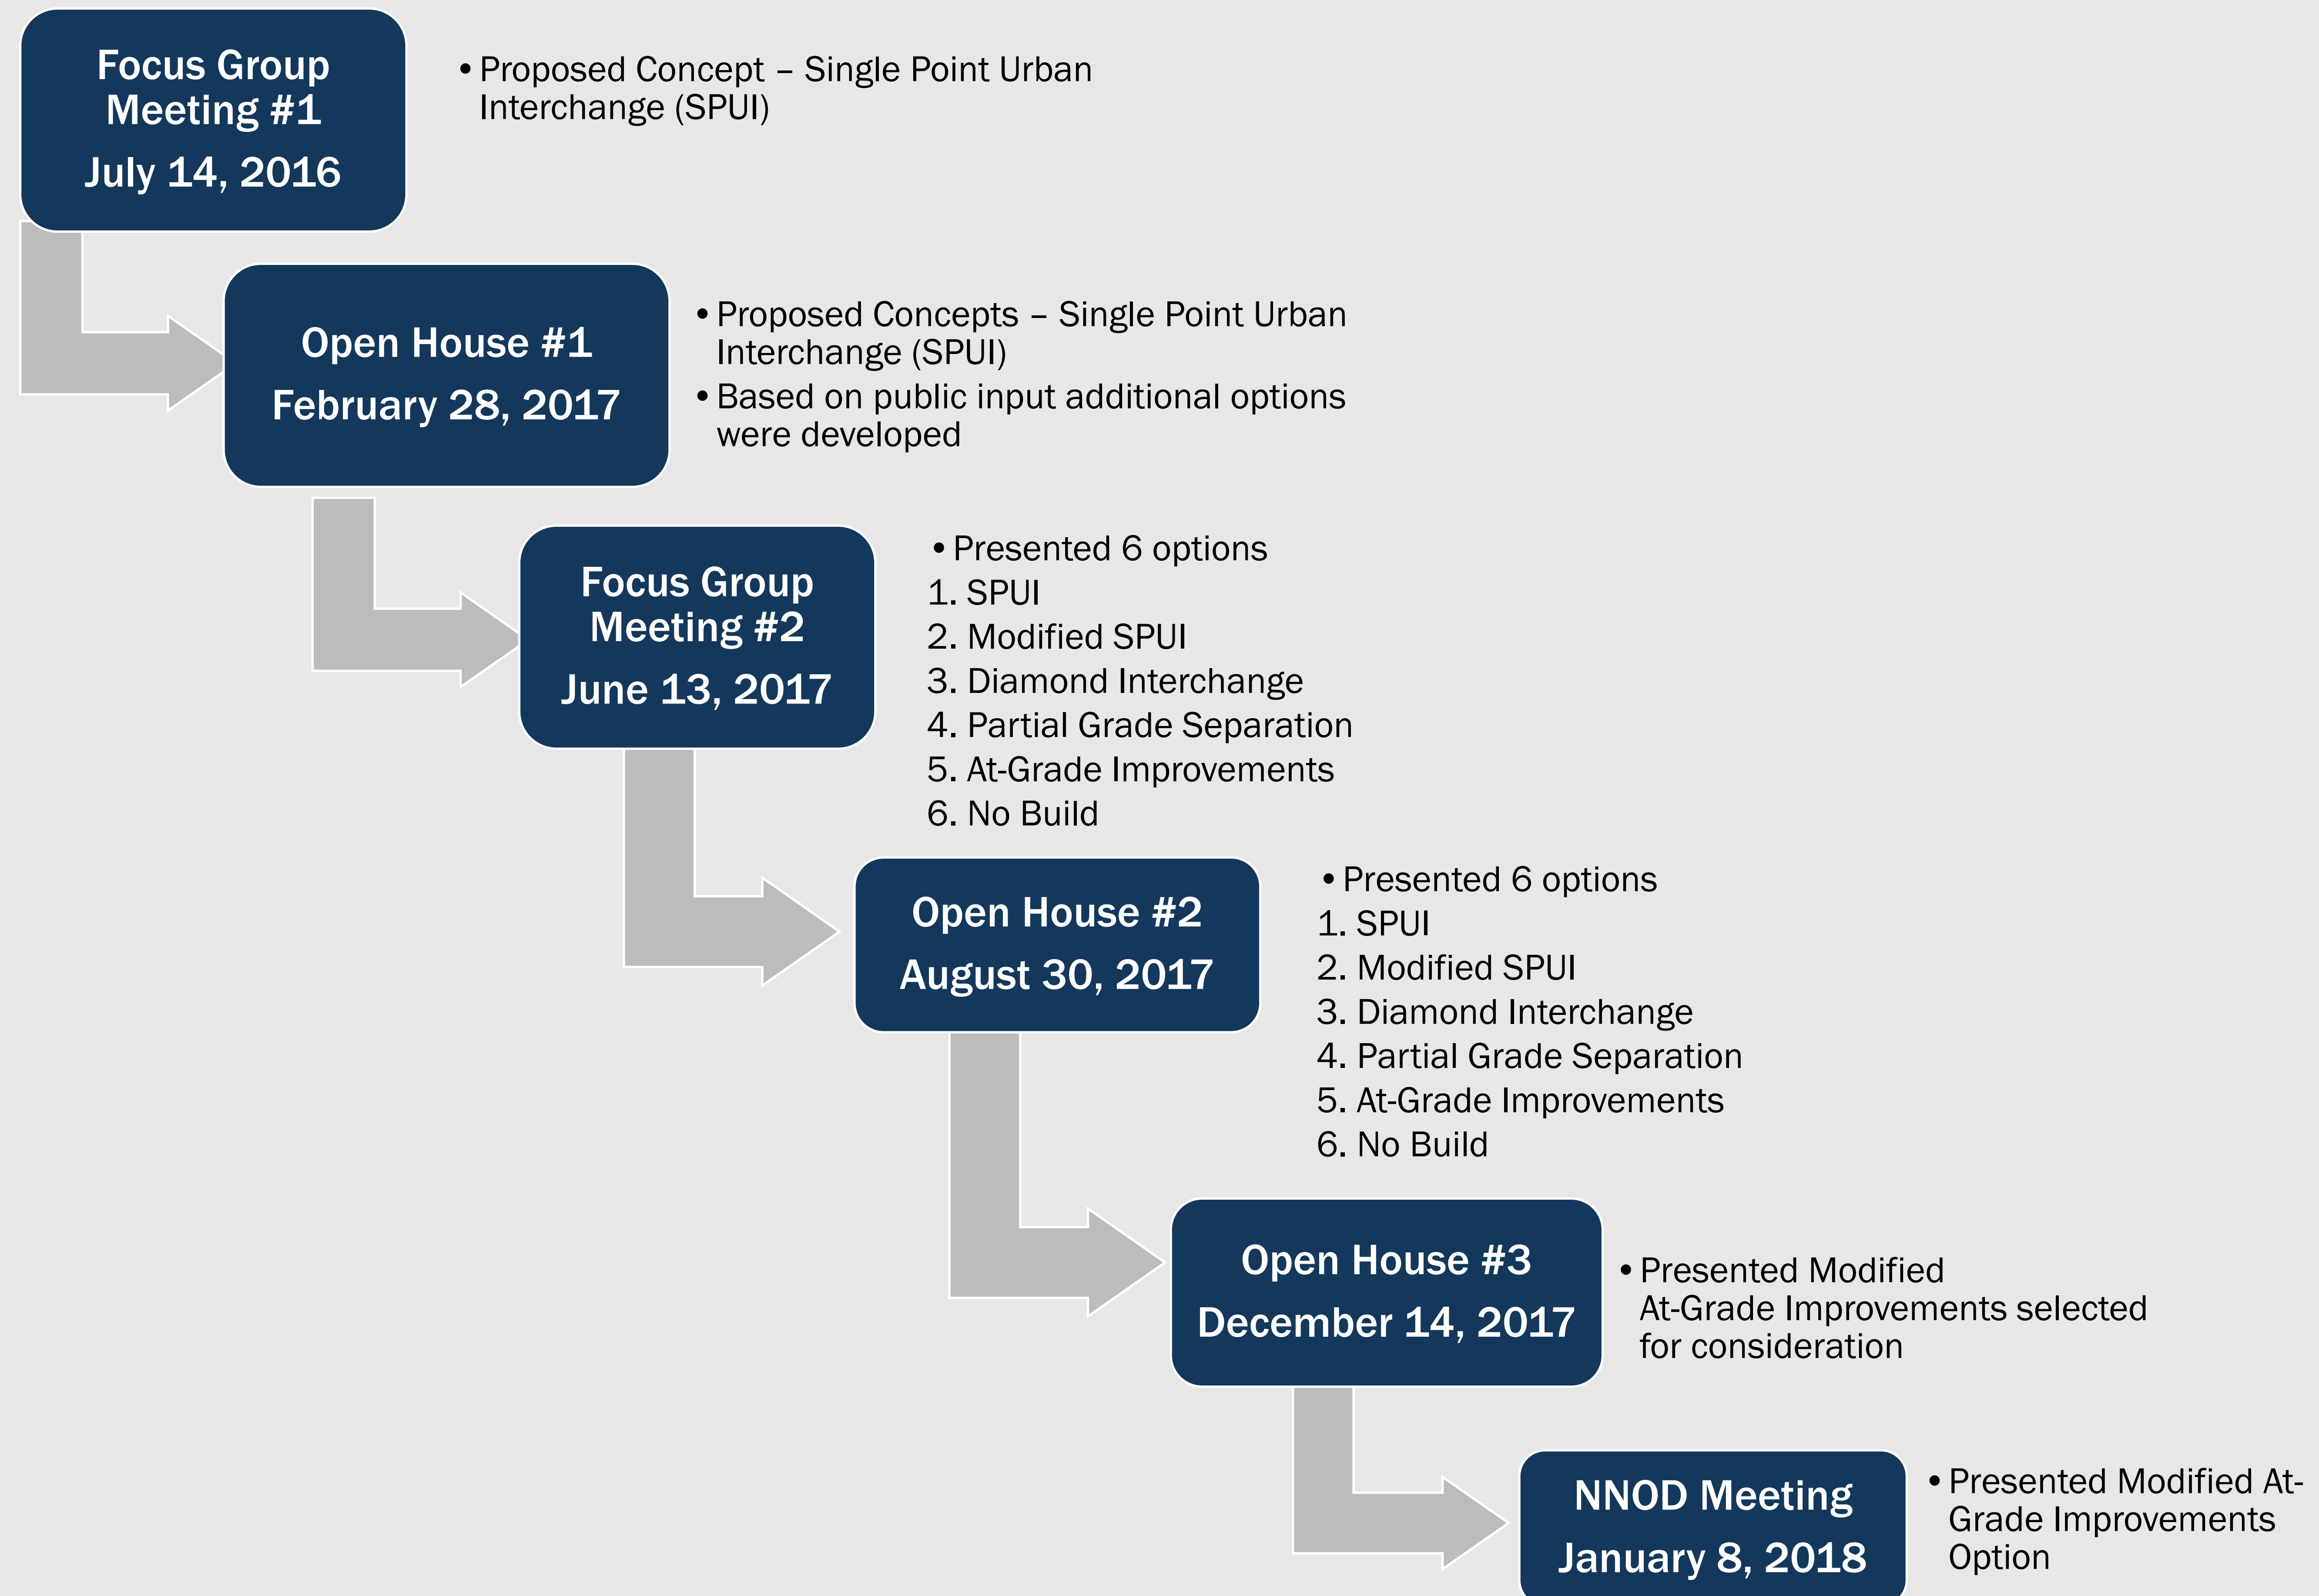 Focus Group
Meeting #1
July 14, 2016
• Proposed Concept – Single Point Urban
Interchange (SPUI)
Open House #1
February 28, 2017
• Proposed Concepts – Single Point Urban
Interchange (SPUI)
• Based on public input additional options
were developed
Focus Group
Meeting #2
June 13, 2017
• Presented 6 options
1. SPUI
2. Modified SPUI
3. Diamond Interchange
4. Partial Grade Separation
5. At-Grade Improvements
6. No Build
Open House #2
August 30, 2017
• Presented 6 options
1. SPUI
2. Modified SPUI
3. Diamond Interchange
4. Partial Grade Separation
5. At-Grade Improvements
6. No Build
Open House #3
December 14, 2017
• Presented Modified
At-Grade Improvements selected
for consideration
NNOD Meeting
January 8, 2018
• Presented Modified At-
Grade Improvements
Option